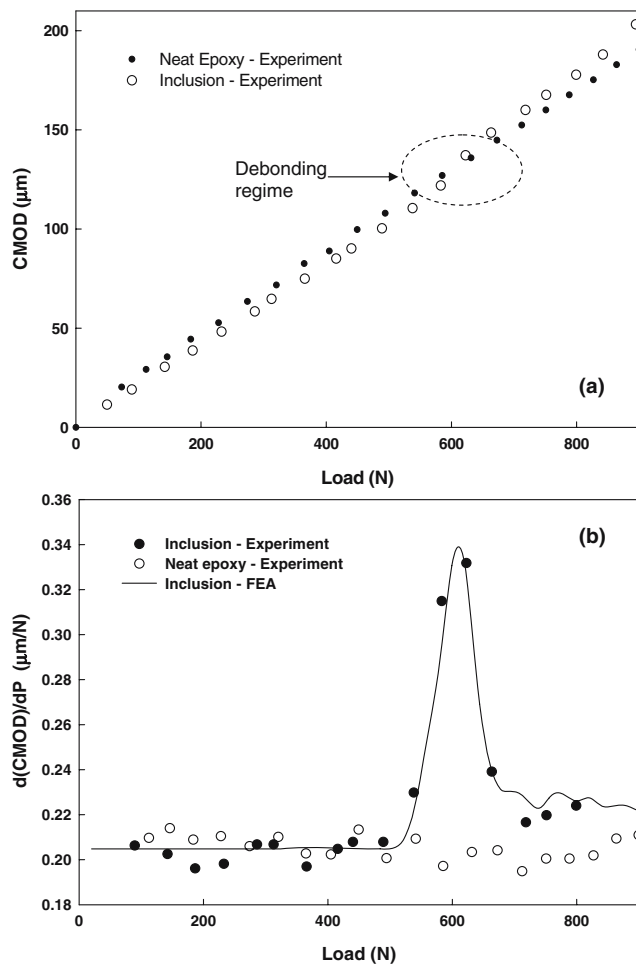 200
150
100
50
0
CMOD (μm)
Neat Epoxy - Experiment
Inclusion - Experiment
Debonding
regime
(a)
0 200 400 600 800
Load (N)
0.36
0.34
0.32
0.30
0.28
0.26
0.24
0.22
0.20
0.18
d(CMOD)/dP (μm/N)
Inclusion - Experiment
Neat epoxy - Experiment
Inclusion - FEA
(b)
0 200 400 600 800
Load (N)